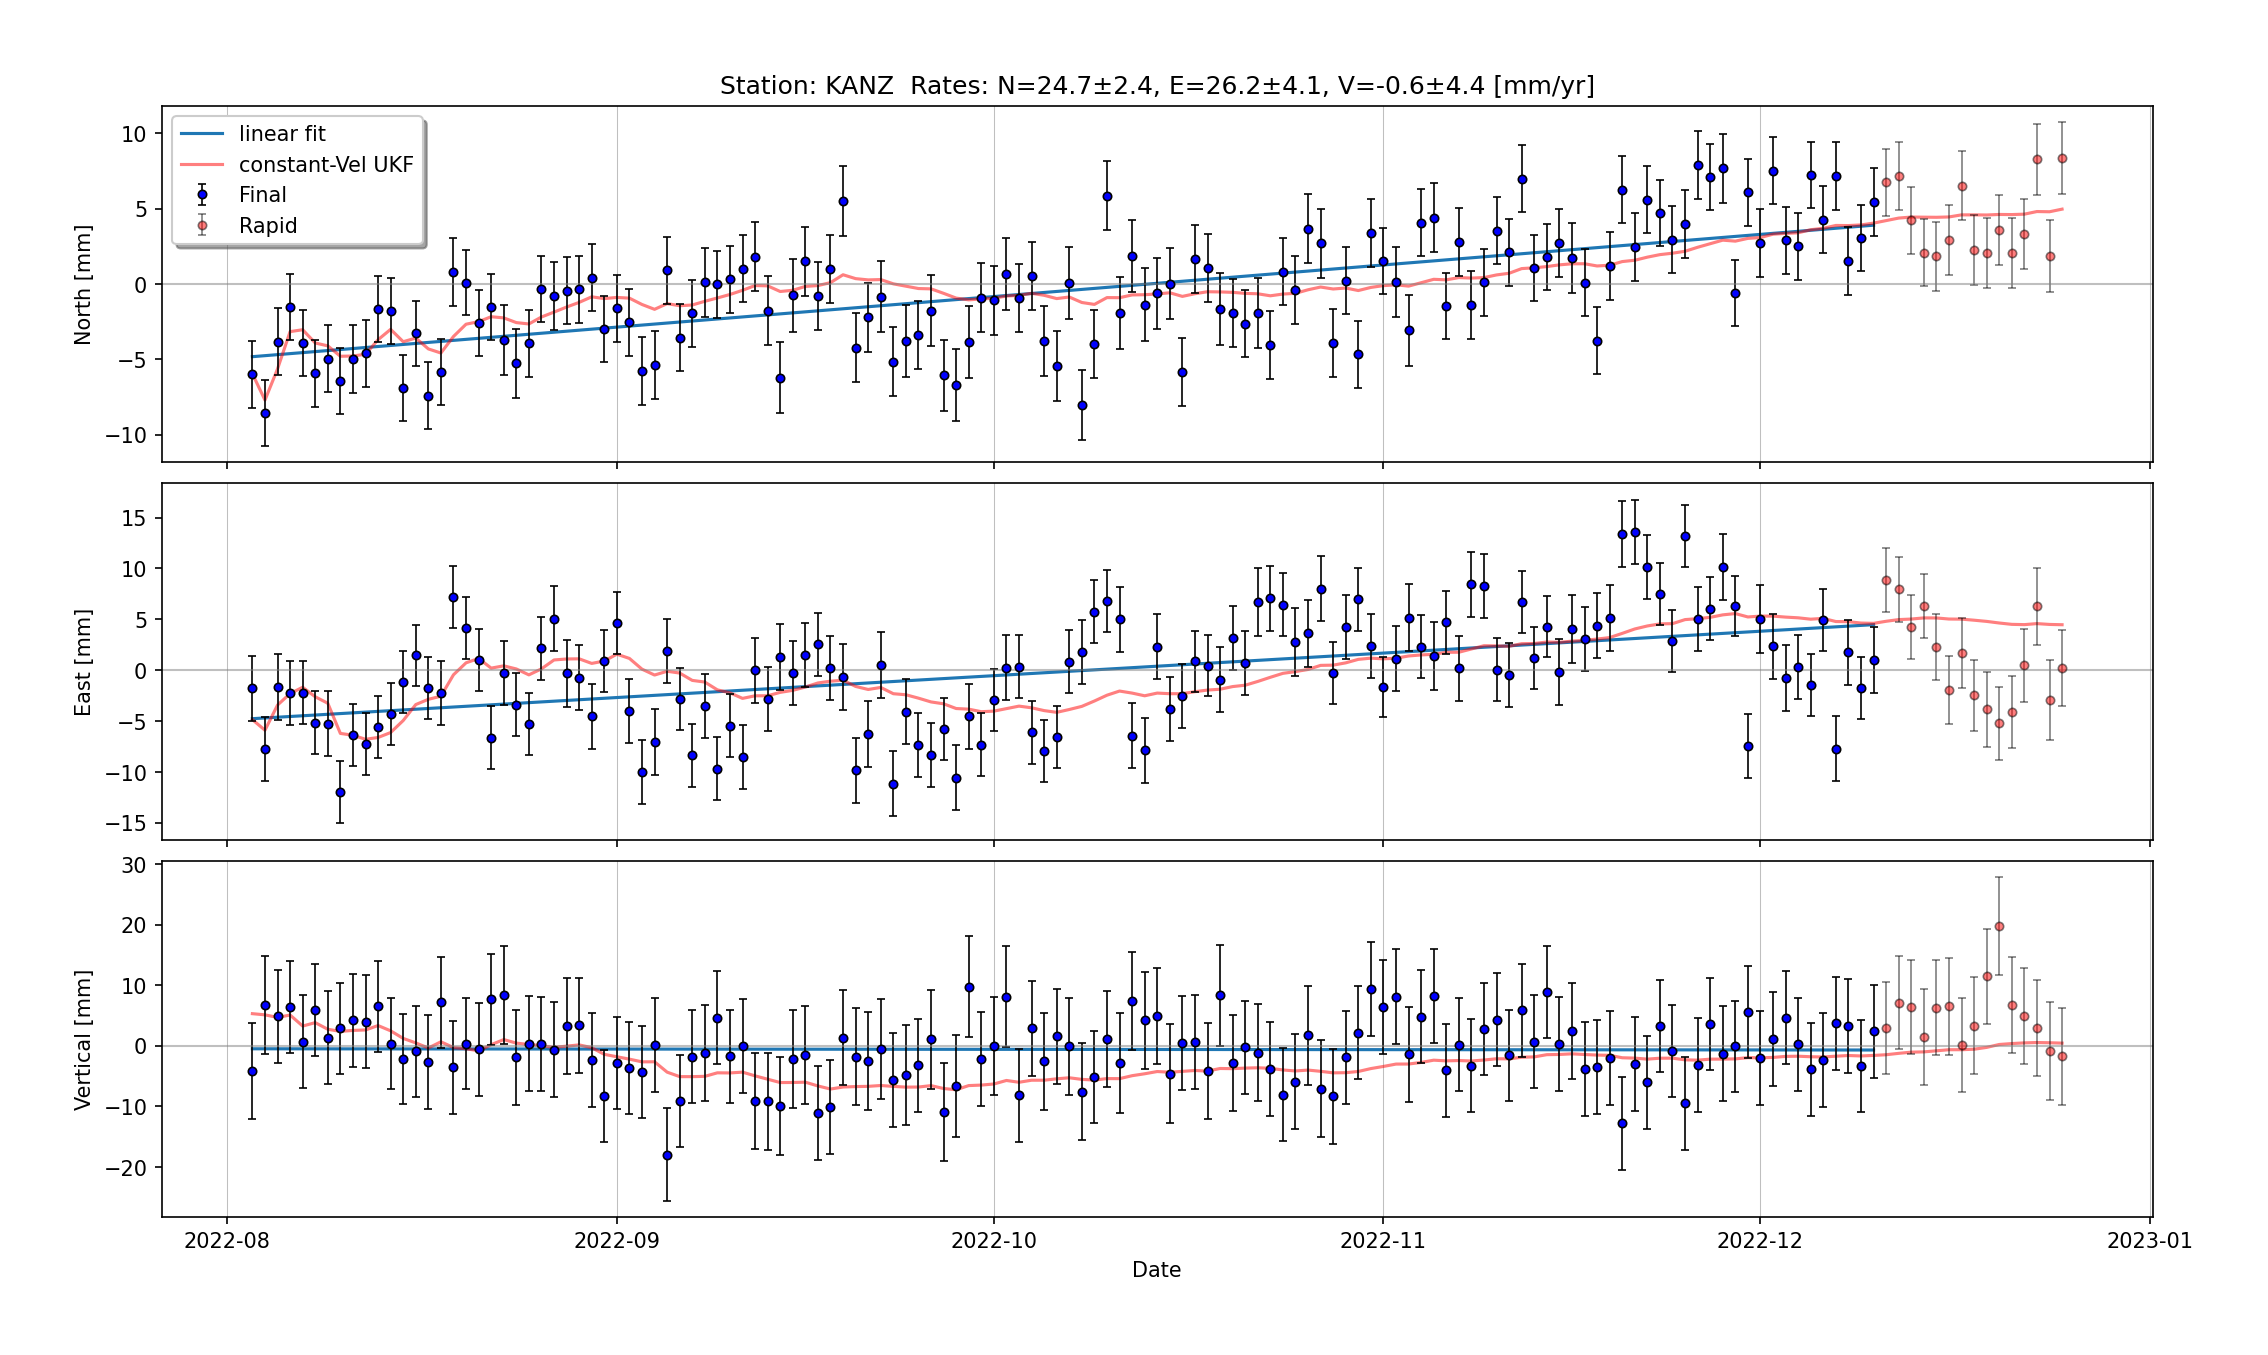 Station: KANZ  Rates: N=24.7±2.4, E=26.2±4.1, V=-0.6±4.4 [mm/yr]
linear fit
constant-Vel UKF
Final
Rapid
North [mm]
10
5
0
−5
−10
East [mm]
15
10
5
0
−5
−10
−15
Vertical [mm]
30
20
10
0
−10
−20
2022-08 2022-09 2022-10 2022-11 2022-12 2023-01
Date